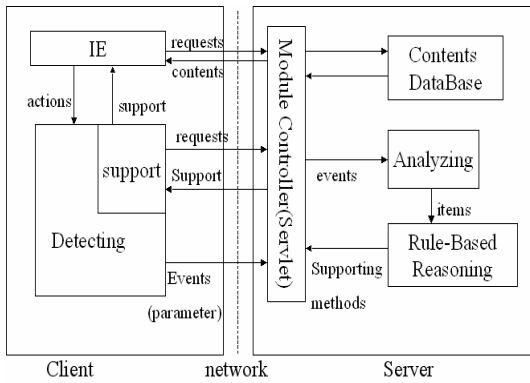 IE
requests
contents
actions
support
requests
support
Support
Detecting
Events
(parameter)
Module Controller(Servlet)
Contents
DataBase
events
Analyzing
items
Rule-Based
Reasoning
Supporting
methods
Client
network
Server